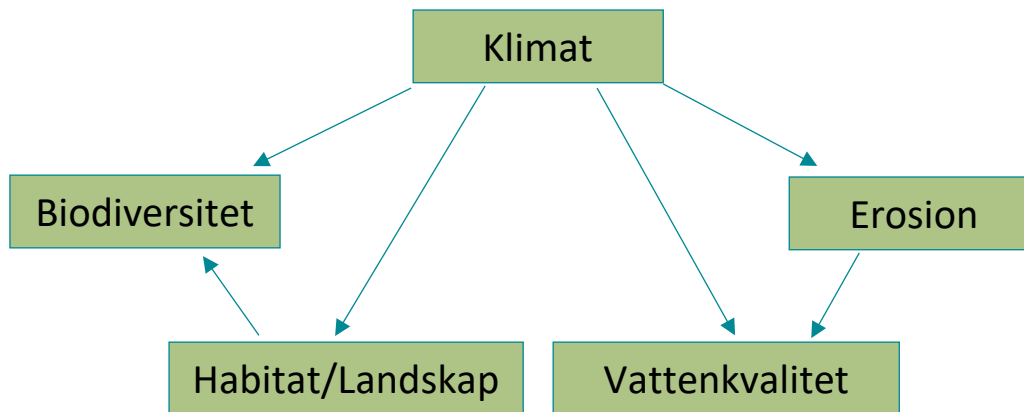 Klimat
Biodiversitet
Erosion
Habitat/Landskap
Vattenkvalitet